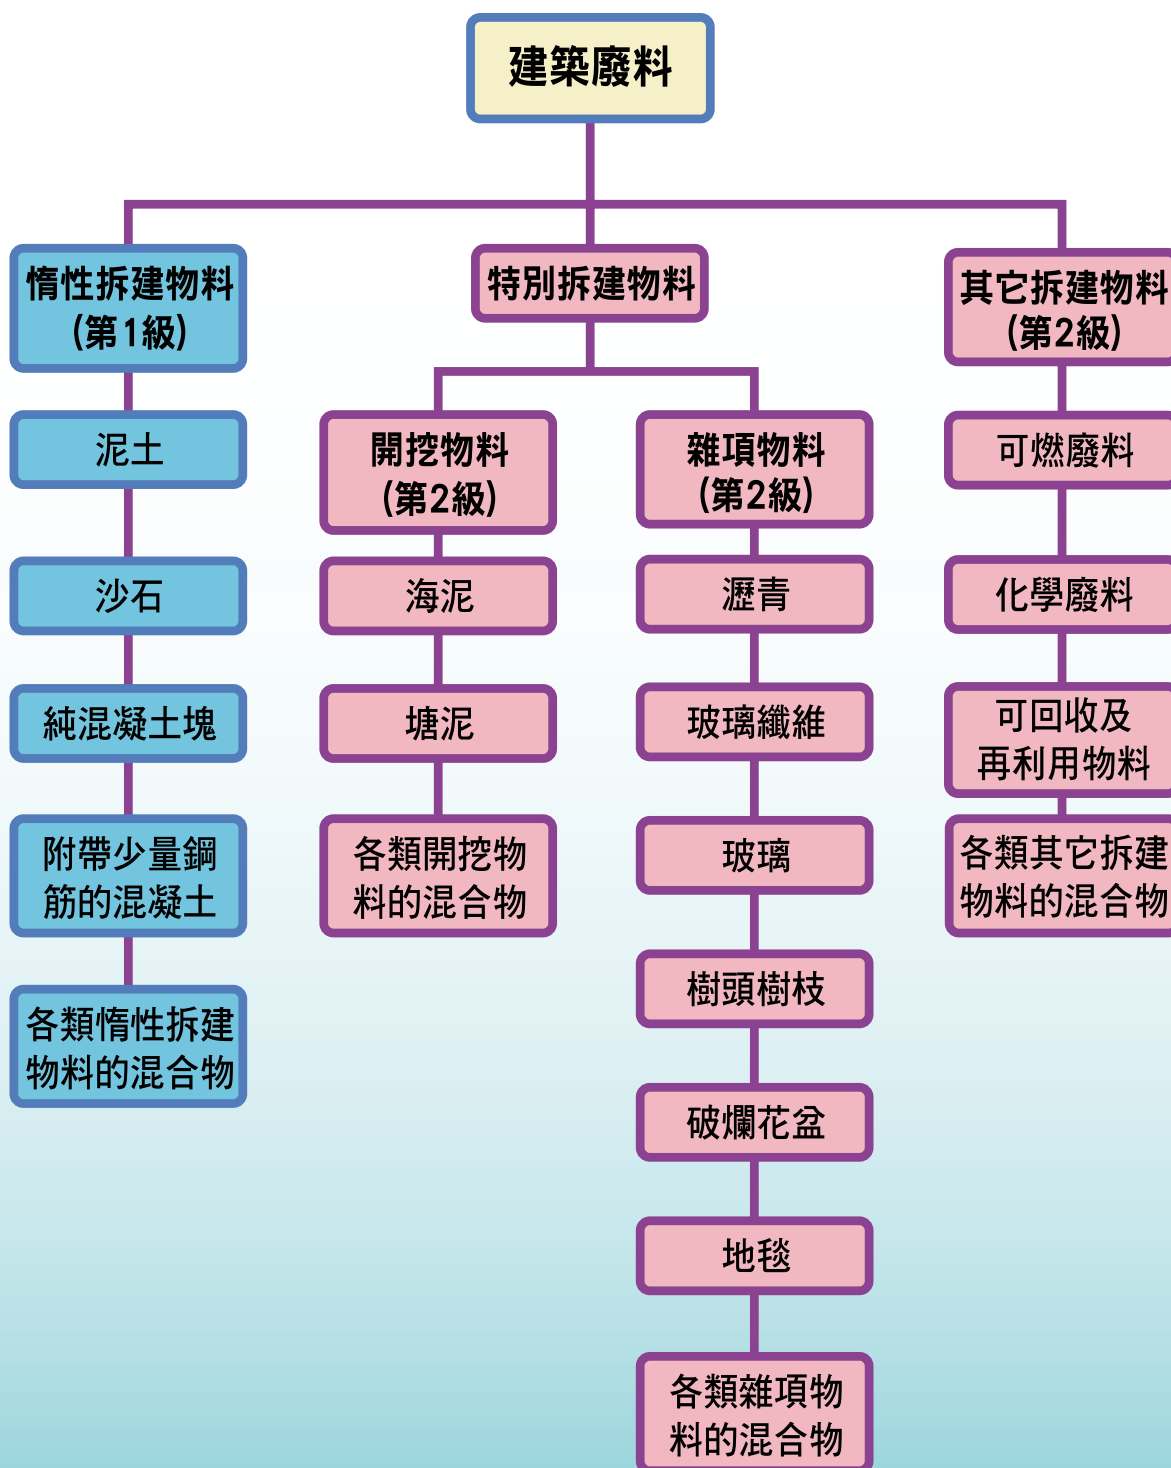 建築廢料
惰性拆建物料
(第1級)
泥土
沙石
純混凝土塊
附帶少量鋼
筋的混凝土
各類惰性拆建
物料的混合物
特別拆建物料
開挖物料
(第2級)
海泥
塘泥
各類開挖物
料的混合物
雜項物料
(第2級)
瀝青
玻璃纖維
玻璃
樹頭樹枝
破爛花盆
地毯
各類雜項物
料的混合物
其它拆建物料
(第2級)
可燃廢料
化學廢料
可回收及
再利用物料
各類其它拆建
物料的混合物